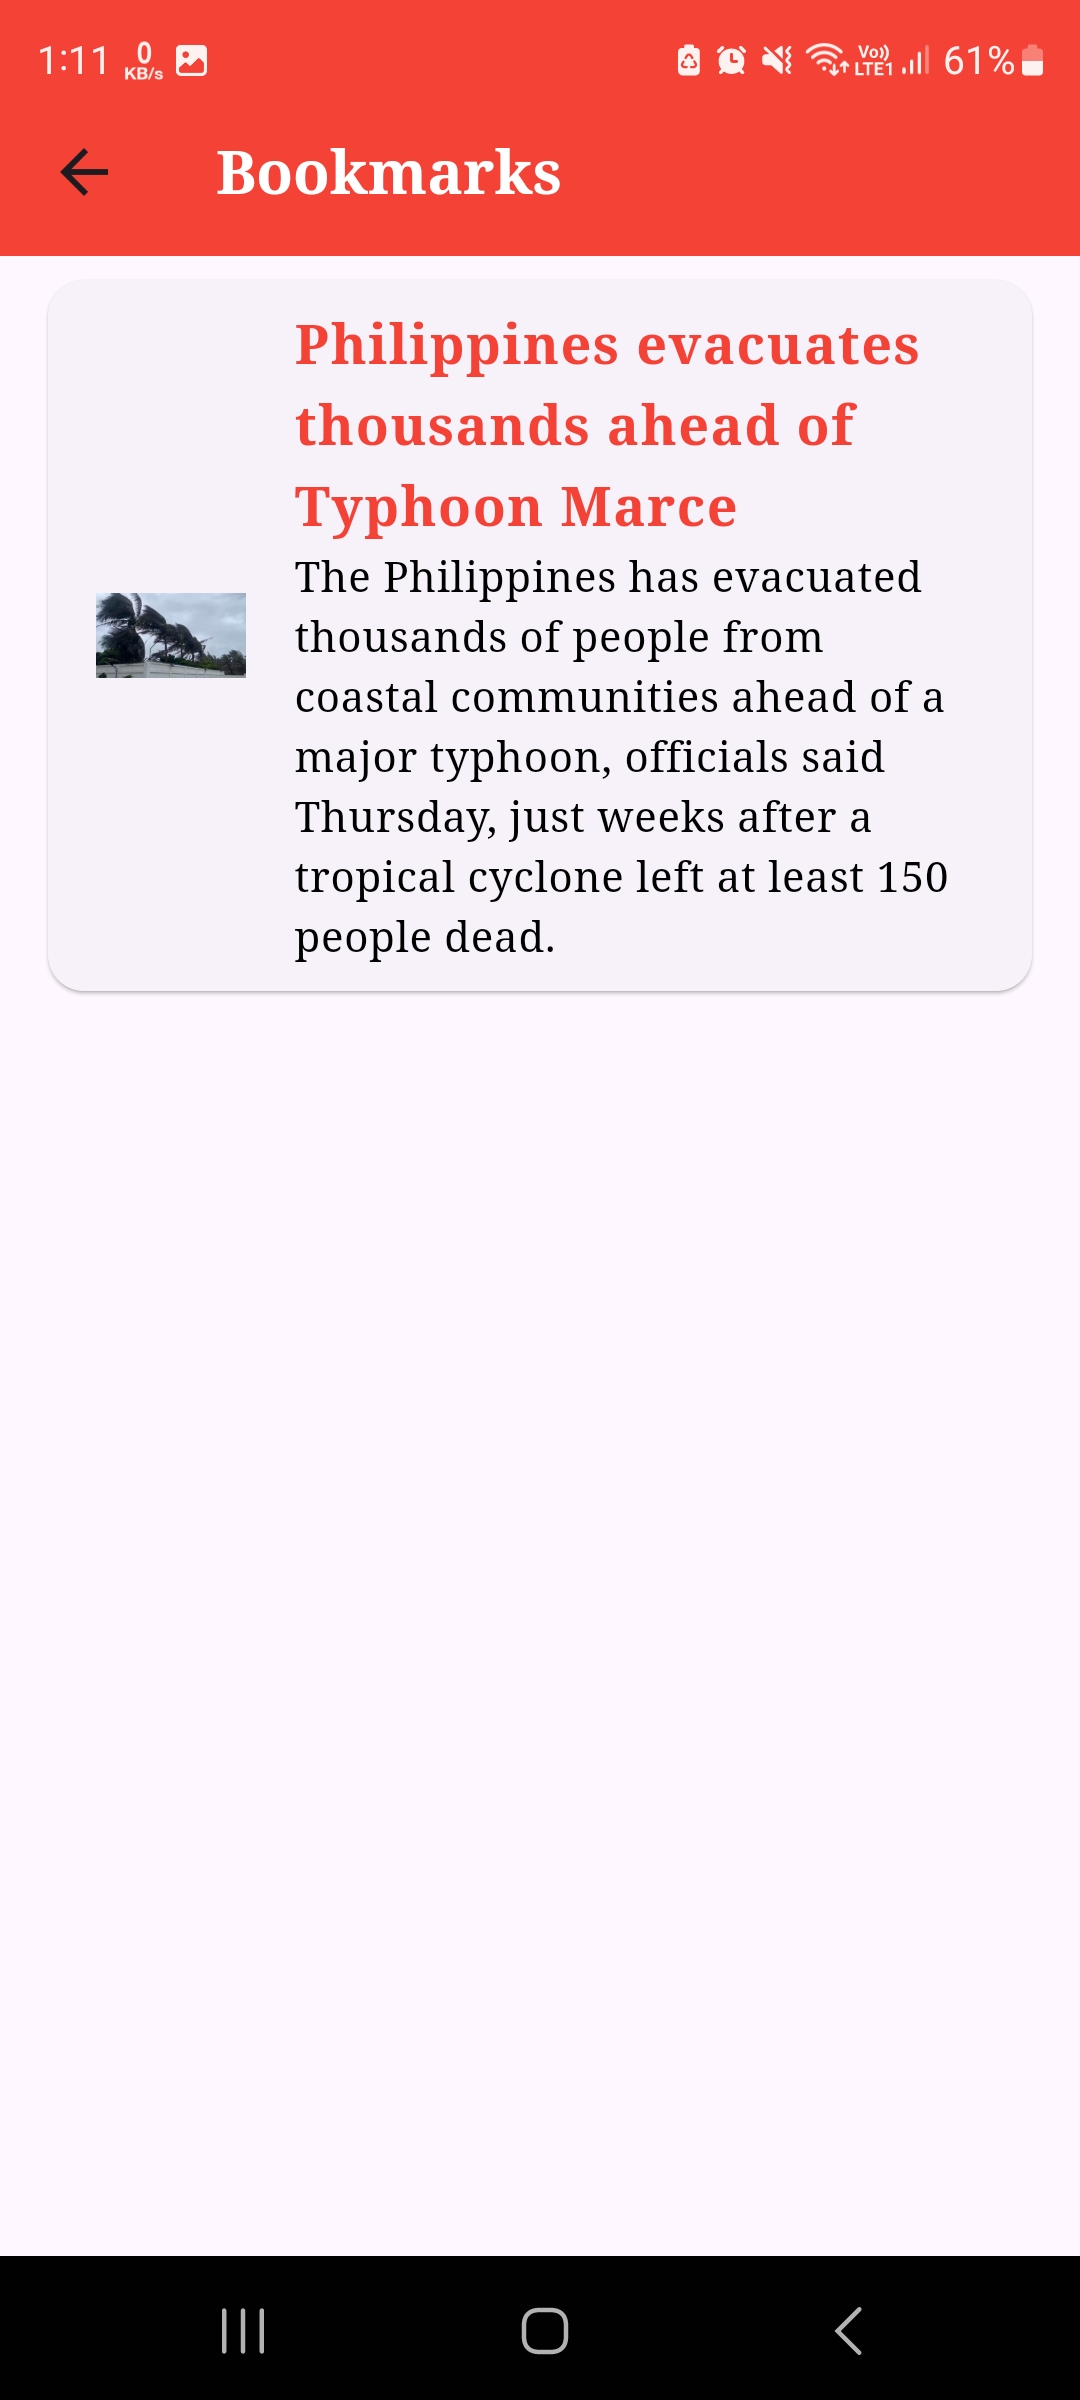 1:11 0 KB/s Vo)) LTE1 61%
Bookmarks
Philippines evacuates
thousands ahead of
Typhoon Marce
The Philippines has evacuated
thousands of people from
coastal communities ahead of a
major typhoon, officials said
Thursday, just weeks after a
tropical cyclone left at least 150
people dead.